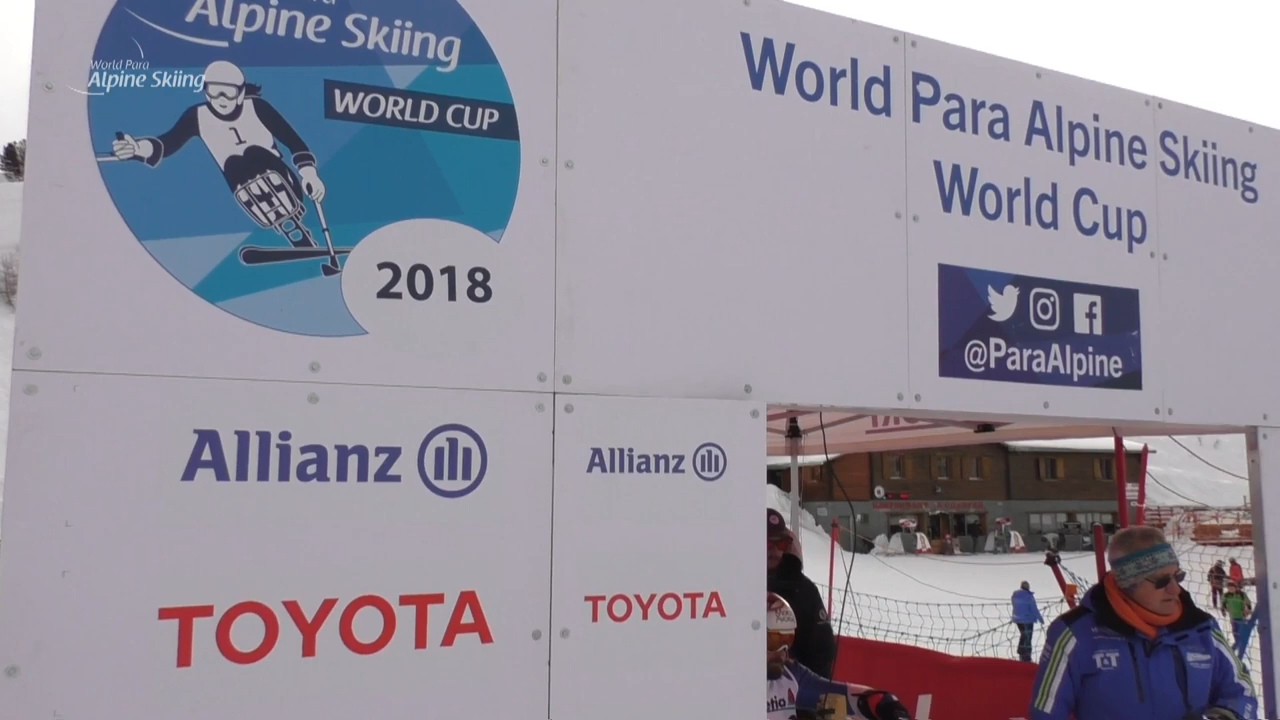 Alpine Skiing
World Para
Alpine Skiing
WORLD CUP
1
2018
World Para Alpine Skiing
World Cup
@ParaAlpine
Allianz
Allianz
TOYOTA
TOYOTA